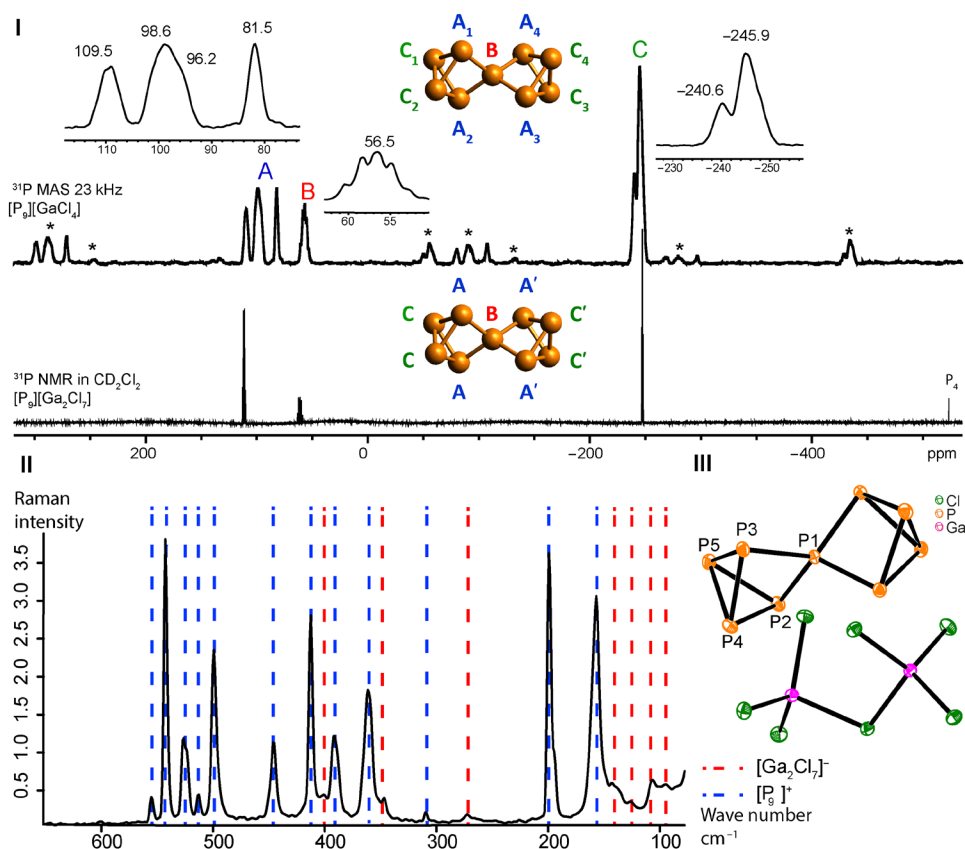 I
109.5
98.6
96.2
81.5
110
100
90
80
A1
A4
B
C1
C4
C2
C3
A2
A3
C
−240.6
−245.9
−230
−240
−250
56.5
60
55
A
B
31P MAS 23 kHz
[P9][GaCl4]
* * * * * * *
A
A′
C
B
C′
C
C′
A
A′
31P NMR in CD2Cl2
[P9][Ga2Cl7]
P4
200
0
−200
−400
ppm
II
Raman
intensity
3.5
3.0
2.5
2.0
1.5
1.0
0.5
600
500
400
300
200
100
III
Cl
P
Ga
P5
P3
P1
P4
P2
[Ga2Cl7]−
[P9]+
Wave number
cm−1